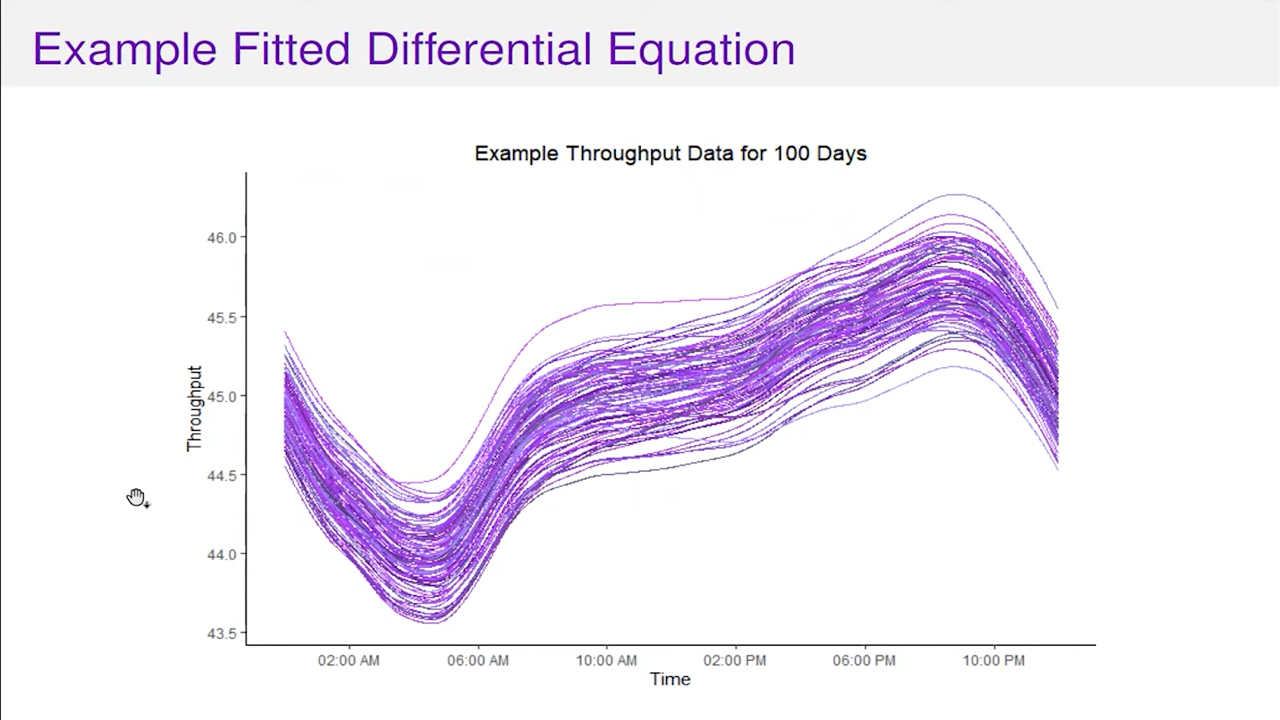 Example Fitted Differential Equation
Example Throughput Data for 100 Days
46.0
45.5
45.0
44.5
44.0
43.5
Throughput
02:00 AM 06:00 AM 10:00 AM 02:00 PM 06:00 PM 10:00 PM
Time